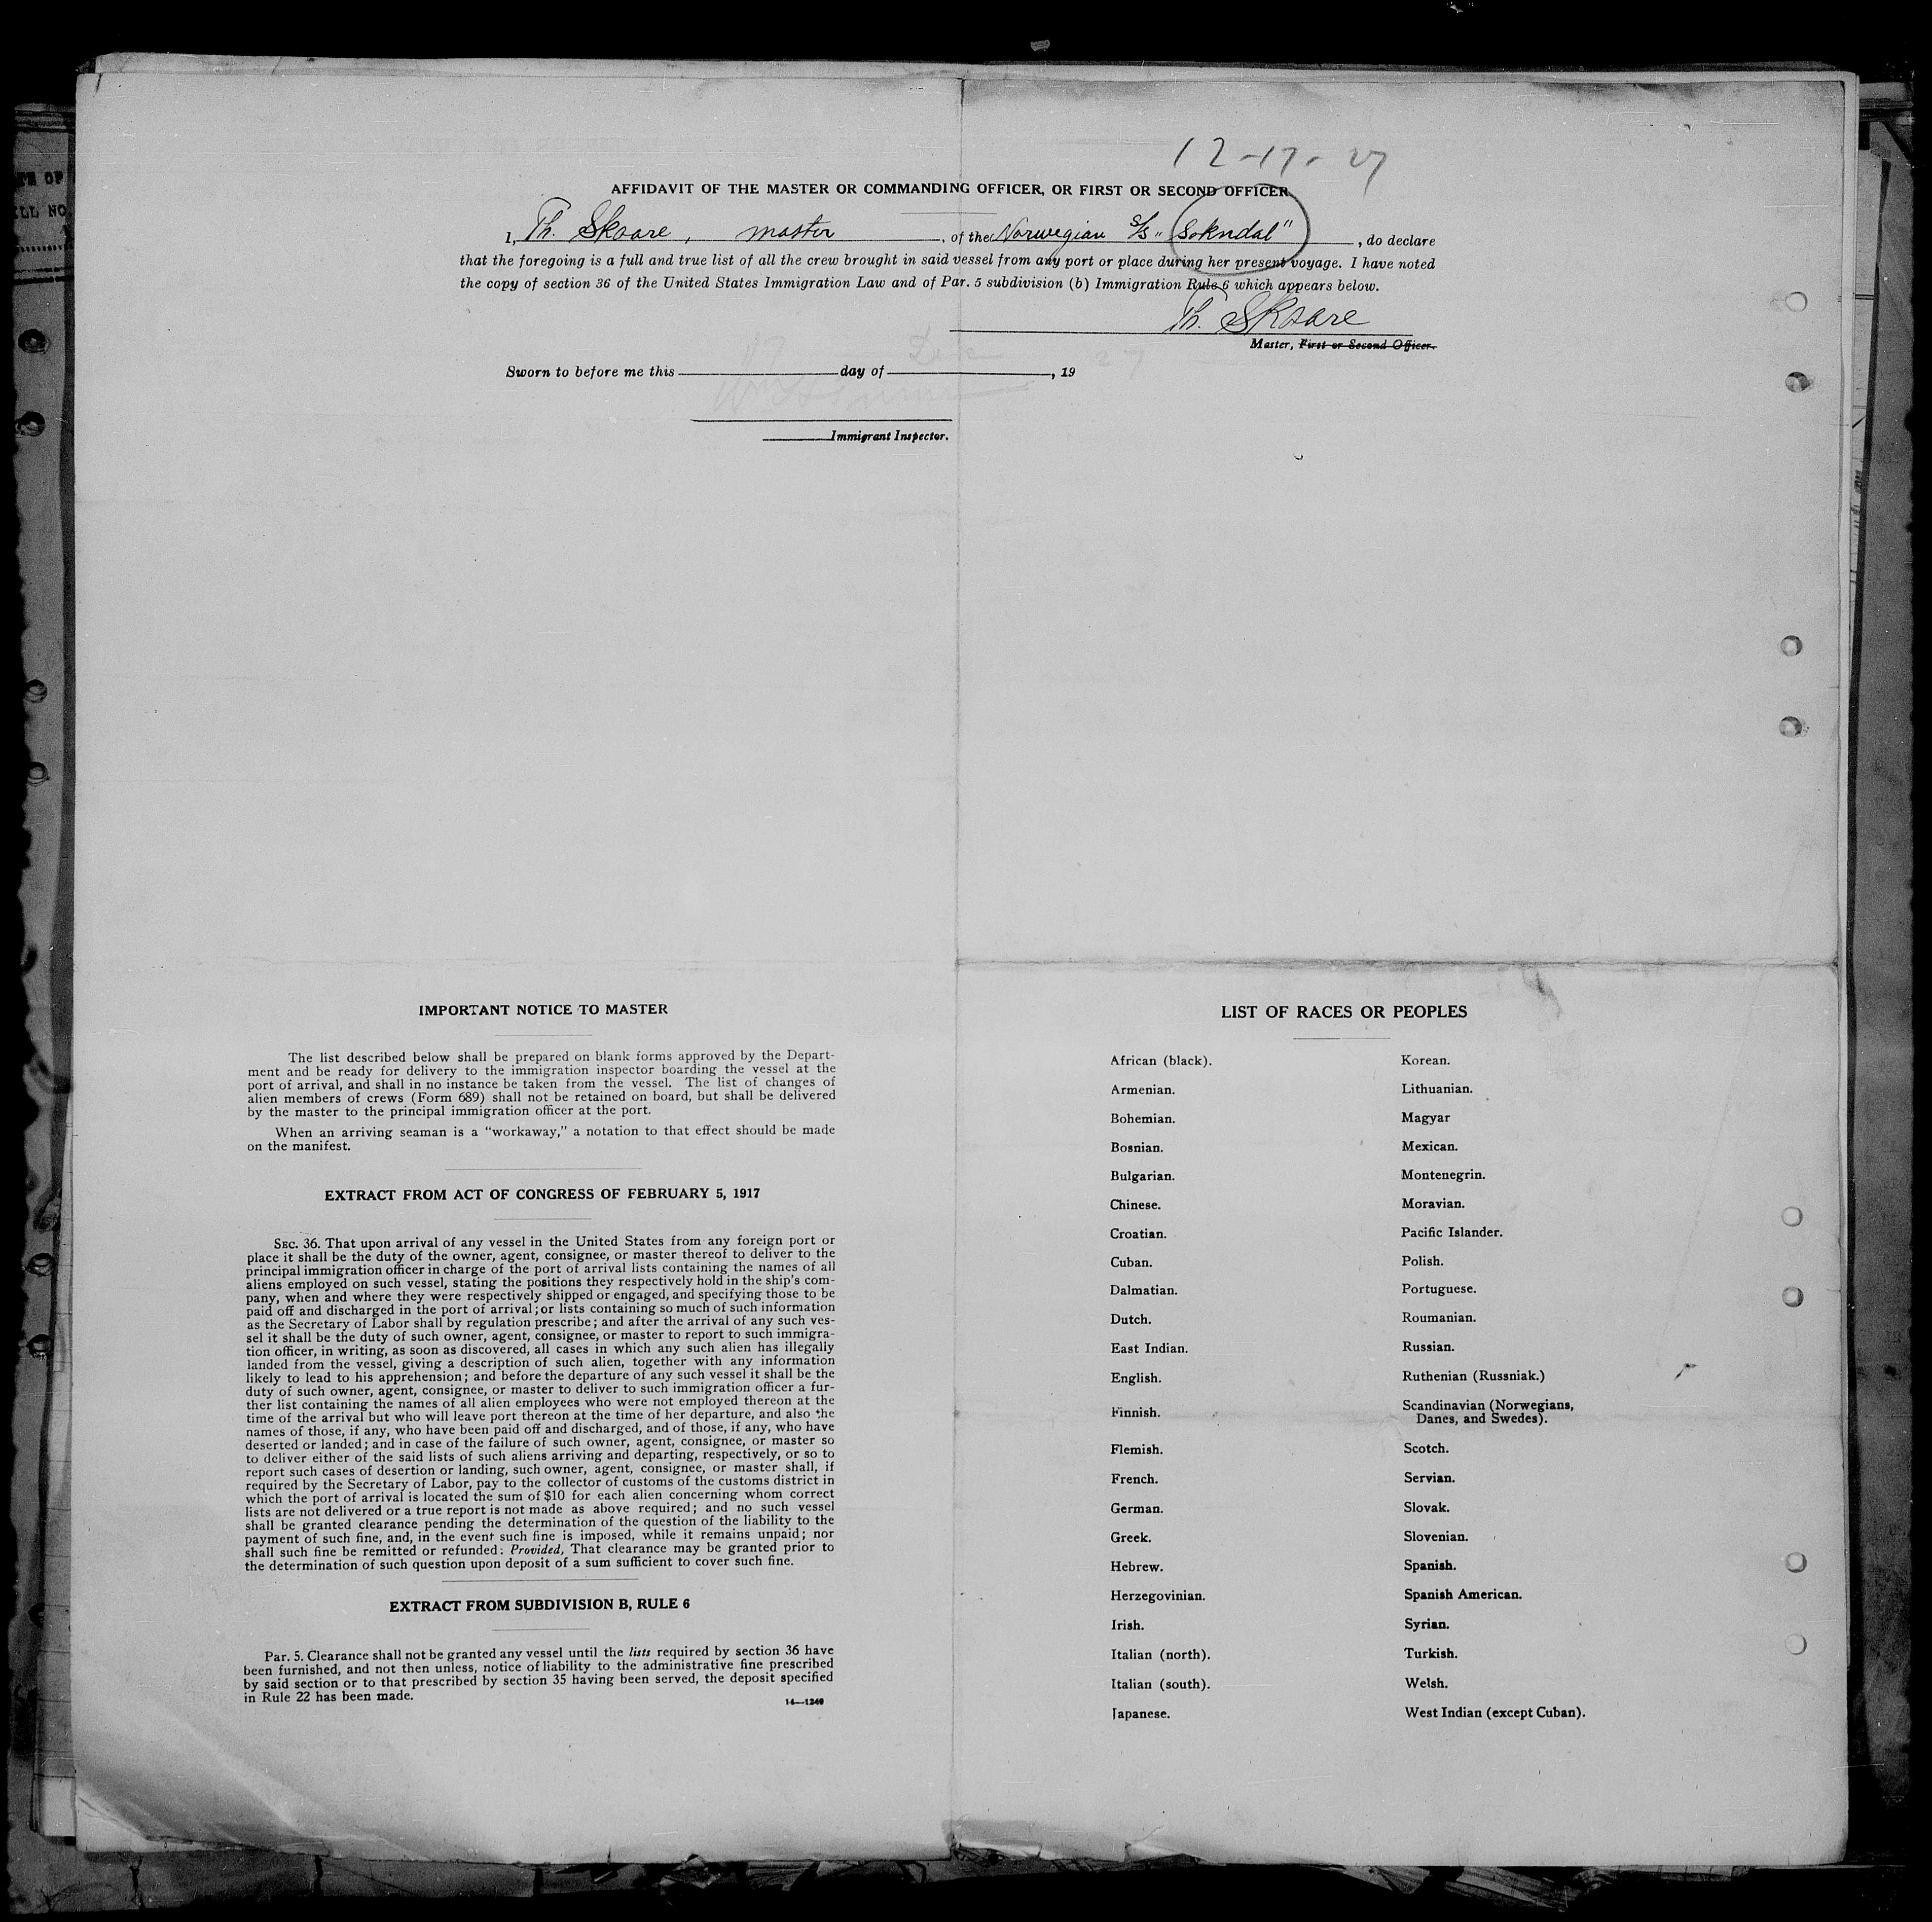 TE OF
ILL NO.
12-17-27
AFFIDAVIT OF THE MASTER OR COMMANDING OFFICER, OR FIRST OR SECOND OFFICER
I, Th. Skaare, master, of the Norwegian S/S "Sokndal", do declare
that the foregoing is a full and true list of all the crew brought in said vessel from any port or place during her present voyage. I have noted
the copy of section 36 of the United States Immigration Law and of Par. 5 subdivision (b) Immigration Rule 6 which appears below.
Th. Skaare
Master, First or Second Officer.
Sworn to before me this 17 day of Dec, 1927
Immigrant Inspector.
IMPORTANT NOTICE TO MASTER
The list described below shall be prepared on blank forms approved by the Depart-
ment and be ready for delivery to the immigration inspector boarding the vessel at the
port of arrival, and shall in no instance be taken from the vessel. The list of changes of
alien members of crews (Form 689) shall not be retained on board, but shall be delivered
by the master to the principal immigration officer at the port.
When an arriving seaman is a "workaway," a notation to that effect should be made
on the manifest.
EXTRACT FROM ACT OF CONGRESS OF FEBRUARY 5, 1917
SEC. 36. That upon arrival of any vessel in the United States from any foreign port or
place it shall be the duty of the owner, agent, consignee, or master thereof to deliver to the
principal immigration officer in charge of the port of arrival lists containing the names of all
aliens employed on such vessel, stating the positions they respectively hold in the ship's com-
pany, when and where they were respectively shipped or engaged, and specifying those to be
paid off and discharged in the port of arrival; or lists containing so much of such information
as the Secretary of Labor shall by regulation prescribe; and after the arrival of any such ves-
sel it shall be the duty of such owner, agent, consignee, or master to report to such immigra-
tion officer, in writing, as soon as discovered, all cases in which any such alien has illegally
landed from the vessel, giving a description of such alien, together with any information
likely to lead to his apprehension; and before the departure of any such vessel it shall be the
duty of such owner, agent, consignee, or master to deliver to such immigration officer a fur-
ther list containing the names of all alien employees who were not employed thereon at the
time of the arrival but who will leave port thereon at the time of her departure, and also the
names of those, if any, who have been paid off and discharged, and of those, if any, who have
deserted or landed; and in case of the failure of such owner, agent, consignee, or master so
to deliver either of the said lists of such aliens arriving and departing, respectively, or so to
report such cases of desertion or landing, such owner, agent, consignee, or master shall, if
required by the Secretary of Labor, pay to the collector of customs of the customs district in
which the port of arrival is located the sum of $10 for each alien concerning whom correct
lists are not delivered or a true report is not made as above required; and no such vessel
shall be granted clearance pending the determination of the question of the liability to the
payment of such fine, and, in the event such fine is imposed, while it remains unpaid; nor
shall such fine be remitted or refunded: Provided, That clearance may be granted prior to
the determination of such question upon deposit of a sum sufficient to cover such fine.
EXTRACT FROM SUBDIVISION B, RULE 6
Par. 5. Clearance shall not be granted any vessel until the lists required by section 36 have
been furnished, and not then unless, notice of liability to the administrative fine prescribed
by said section or to that prescribed by section 35 having been served, the deposit specified
in Rule 22 has been made.
14—1240
LIST OF RACES OR PEOPLES
African (black).
Armenian.
Bohemian.
Bosnian.
Bulgarian.
Chinese.
Croatian.
Cuban.
Dalmatian.
Dutch.
East Indian.
English.
Finnish.
Flemish.
French.
German.
Greek.
Hebrew.
Herzegovinian.
Irish.
Italian (north).
Italian (south).
Japanese.
Korean.
Lithuanian.
Magyar
Mexican.
Montenegrin.
Moravian.
Pacific Islander.
Polish.
Portuguese.
Roumanian.
Russian.
Ruthenian (Russniak.)
Scandinavian (Norwegians,
Danes, and Swedes).
Scotch.
Servian.
Slovak.
Slovenian.
Spanish.
Spanish American.
Syrian.
Turkish.
Welsh.
West Indian (except Cuban).